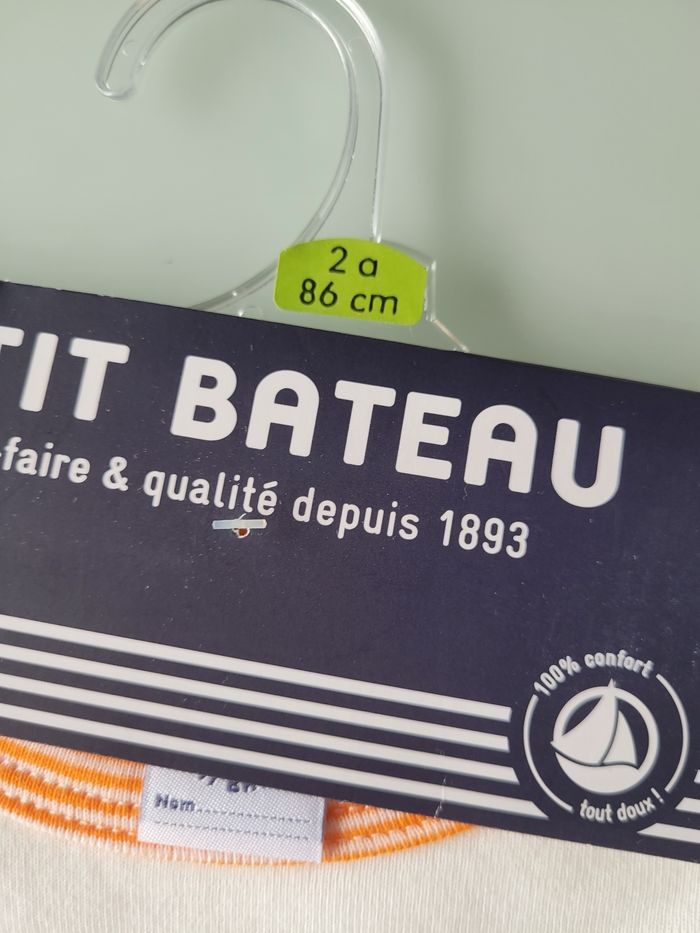 2 a
86 cm
TIT BATEAU
-faire & qualité depuis 1893
100% confort
tout doux !
Nom